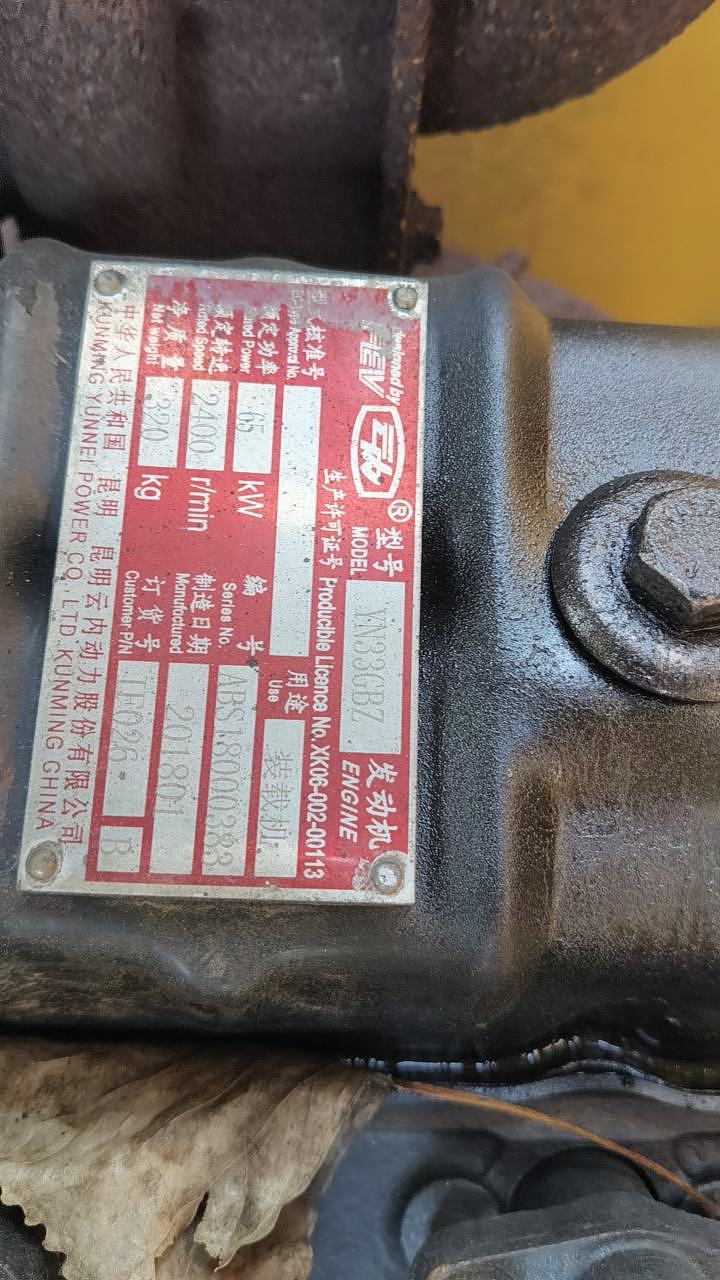 bined by FEV 云内 ® 型号 MODEL YN33GBZ 发动机 ENGINE
生产许可证号 Producible Licence No. XK06-002-00113
核准号 Approval No. 用途 Use 装载机
额定功率 Rated Power 65 kW 编号 Series No. ABS18000383
额定转速 Rated Speed 2400 r/min 制造日期 Manufactured 201801
净质量 Net weight 320 kg 订货号 Customer P/N B
中华人民共和国 昆明 昆明云内动力股份有限公司
KUNMING YUNNEI POWER CO., LTD. KUNMING CHINA